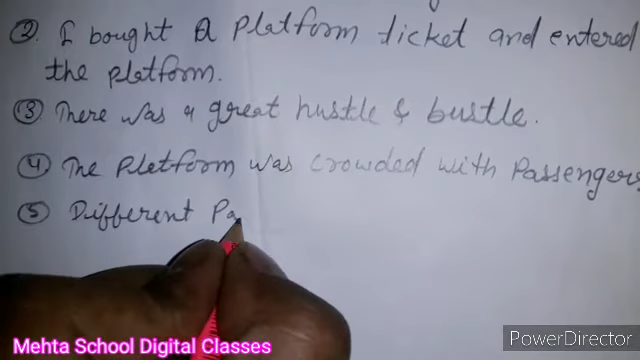 ② I bought a platform ticket and entered
the platform.
③ There was a great hustle & bustle.
④ The Pletform was crowded with Passengers
⑤ Different Pa
Mehta School Digital Classes
PowerDirector